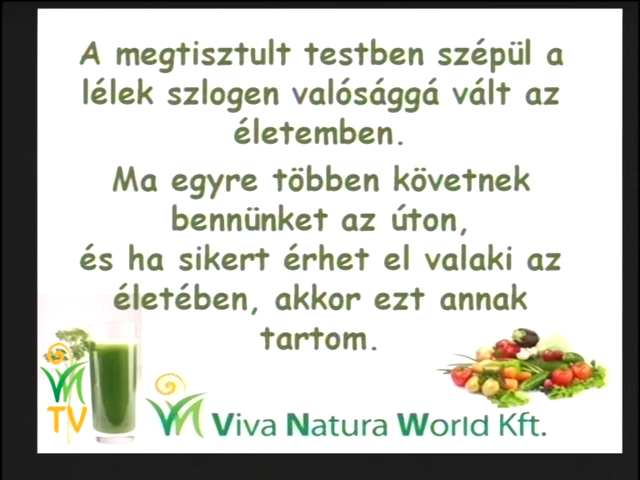 A megtisztult testben szépül a
lélek szlogen valósággá vált az
életemben.
Ma egyre többen követnek
bennünket az úton,
és ha sikert érhet el valaki az
életében, akkor ezt annak
tartom.
TV
Viva Natura World Kft.